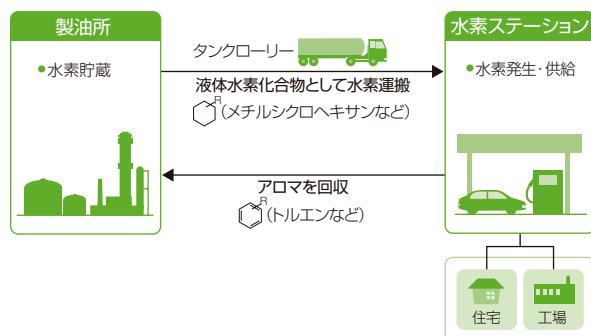 製油所
●水素貯蔵
タンクローリー
液体水素化合物として水素運搬
R
(メチルシクロヘキサンなど)
アロマを回収
R
(トルエンなど)
水素ステーション
●水素発生・供給
住宅
工場